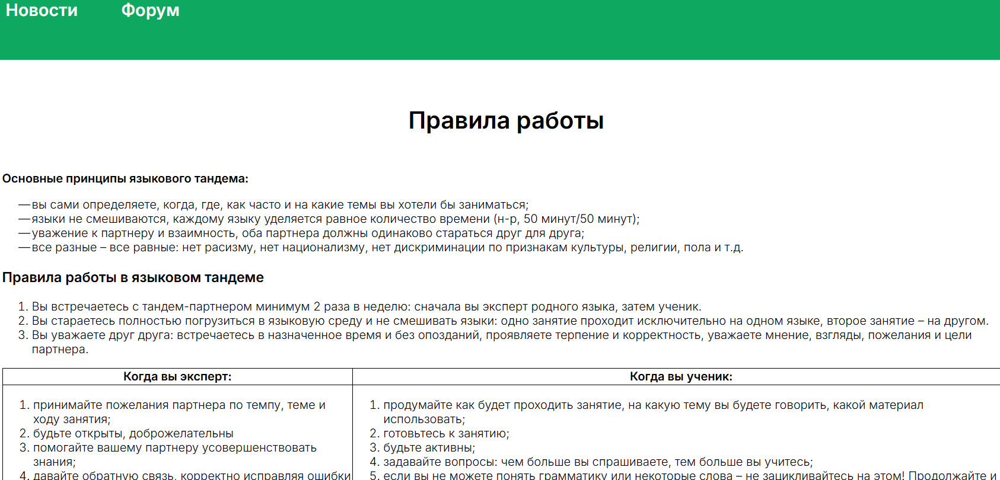 Новости Форум
Правила работы
Основные принципы языкового тандема:
— вы сами определяете, когда, где, как часто и на какие темы вы хотели бы заниматься;
— языки не смешиваются, каждому языку уделяется равное количество времени (н-р, 50 минут/50 минут);
— уважение к партнеру и взаимность, оба партнера должны одинаково стараться друг для друга;
— все разные – все равные: нет расизму, нет национализму, нет дискриминации по признакам культуры, религии, пола и т.д.
Правила работы в языковом тандеме
1. Вы встречаетесь с тандем-партнером минимум 2 раза в неделю: сначала вы эксперт родного языка, затем ученик.
2. Вы стараетесь полностью погрузиться в языковую среду и не смешивать языки: одно занятие проходит исключительно на одном языке, второе занятие – на другом.
3. Вы уважаете друг друга: встречаетесь в назначенное время и без опозданий, проявляете терпение и корректность, уважаете мнение, взгляды, пожелания и цели
партнера.
Когда вы эксперт:
1. принимайте пожелания партнера по темпу, теме и
ходу занятия;
2. будьте открыты, доброжелательны
3. помогайте вашему партнеру усовершенствовать
знания;
4. давайте обратную связь, корректно исправляя ошибки
Когда вы ученик:
1. продумайте как будет проходить занятие, на какую тему вы будете говорить, какой материал
использовать;
2. готовьтесь к занятию;
3. будьте активны;
4. задавайте вопросы: чем больше вы спрашиваете, тем больше вы учитесь;
5. если вы не можете понять грамматику или некоторые слова – не зацикливайтесь на этом! Продолжайте и